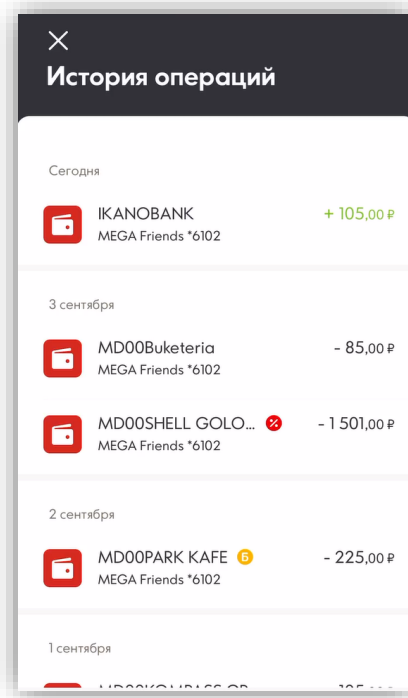 История операций
Сегодня
IKANOBANK + 105,00 ₽
MEGA Friends *6102
3 сентября
MD00Buketeria - 85,00 ₽
MEGA Friends *6102
MD00SHELL GOLO... - 1 501,00 ₽
MEGA Friends *6102
2 сентября
MD00PARK KAFE Б - 225,00 ₽
MEGA Friends *6102
1 сентября